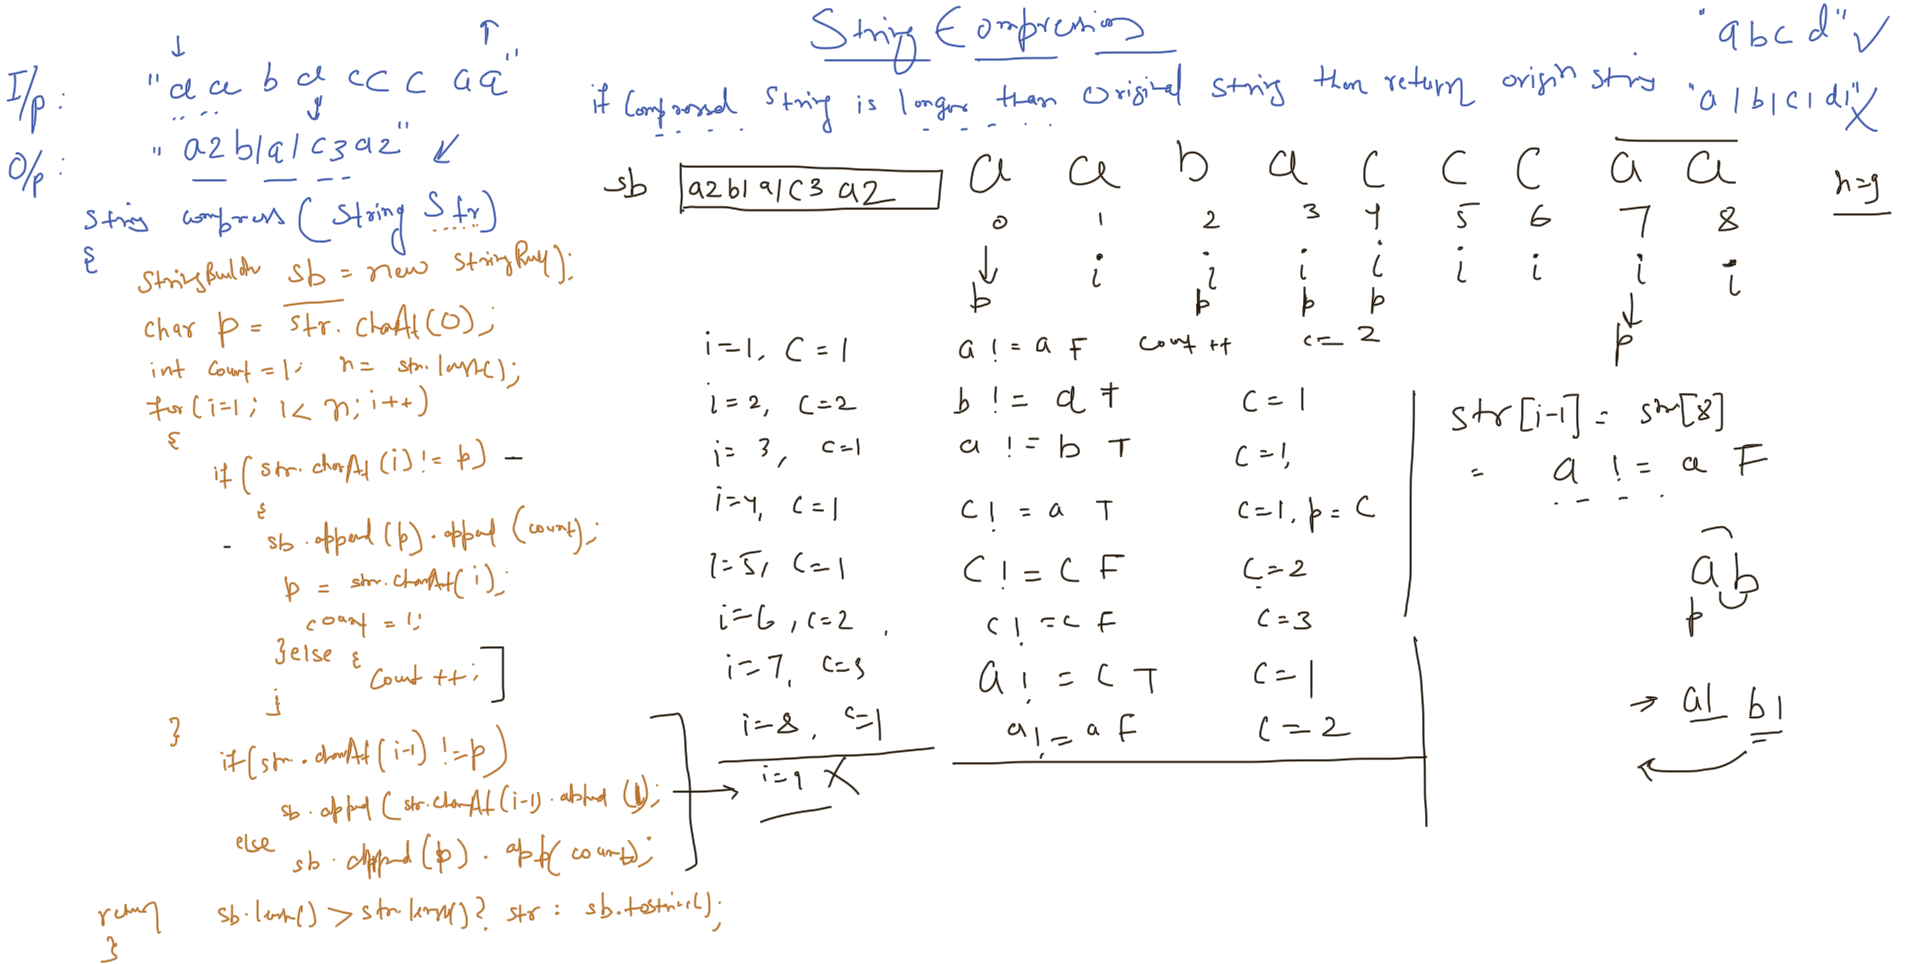 String Compression
"abcd" ✓
I/p : "aabacccaa"
if Compressed String is longer than Original String then return origin string "a1b1c1d1" X
O/p : "a2b1a1c3a2" ✓
sb a2b1a1c3a2
a a b a c c c a a n=9
0 1 2 3 4 5 6 7 8
i i i i i i i i
p p p p p
String compress (String Str)
{
StringBuilder sb = new StringBuil();
char p = str.charAt(0);
int count = 1; n = str.length();
for (i=1; i< n; i++)
{
if (str.charAt(i) != p) -
{
- sb.append(p).append(count);
p = str.charAt(i);
count = 1;
}else {
count ++;
}
}
if(str.charAt(i-1) != p)
sb.append(str.charAt(i-1).append(1);
else
sb.append(p).app(count);
return sb.length() > str.length()? str : sb.tostring();
}
i=1, C=1 a != a F count ++ c= 2
i=2, C=2 b != a T C=1
i=3, c=1 a != b T C=1,
i=4, C=1 C != a T C=1, p=C
i=5, C=1 C != C F C=2
i=6, C=2, c != c F C=3
i=7, C=3 a != C T C=1
i=8, C=1 a != a F C=2
i=9 X
str[i-1] = str[8]
= a != a F
ab
p
→ a1 b1